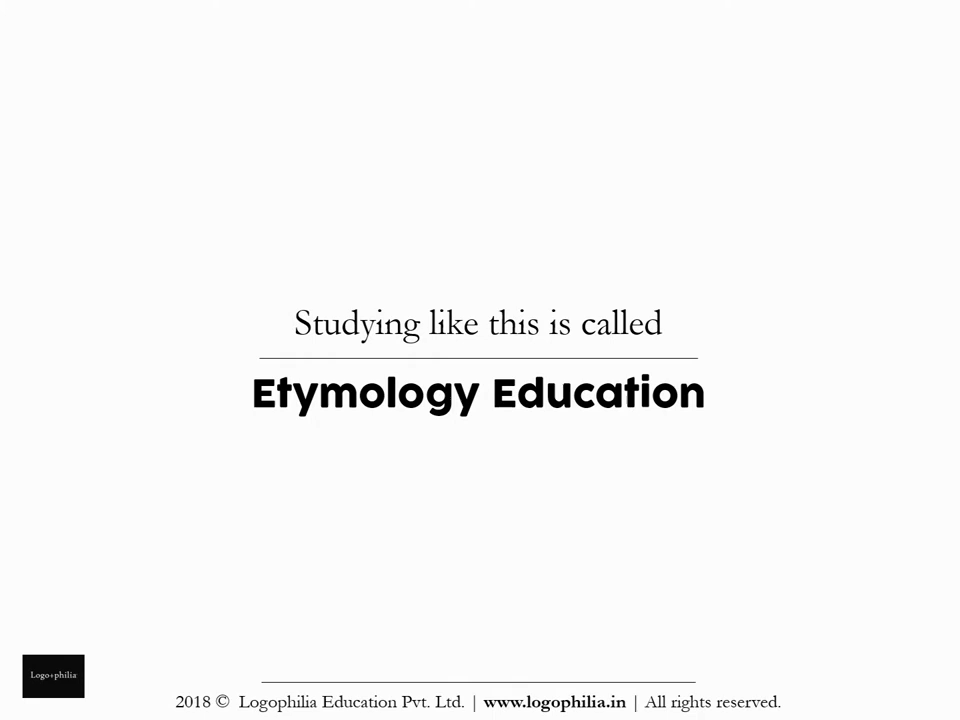 Studying like this is called
Etymology Education
Logo+philia
2018 © Logophilia Education Pvt. Ltd. | www.logophilia.in | All rights reserved.